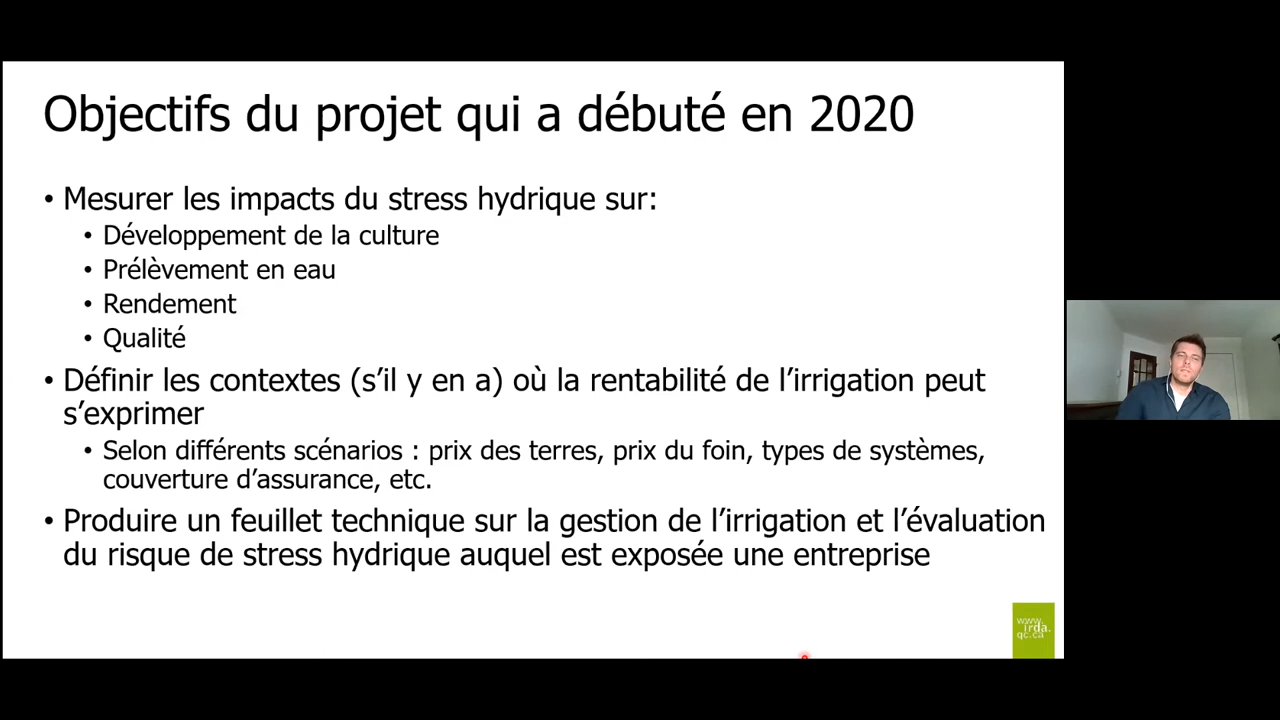 Objectifs du projet qui a débuté en 2020
• Mesurer les impacts du stress hydrique sur:
• Développement de la culture
• Prélèvement en eau
• Rendement
• Qualité
• Définir les contextes (s’il y en a) où la rentabilité de l’irrigation peut
s’exprimer
• Selon différents scénarios : prix des terres, prix du foin, types de systèmes,
couverture d’assurance, etc.
• Produire un feuillet technique sur la gestion de l’irrigation et l’évaluation
du risque de stress hydrique auquel est exposée une entreprise
www.
irda.
qc.ca